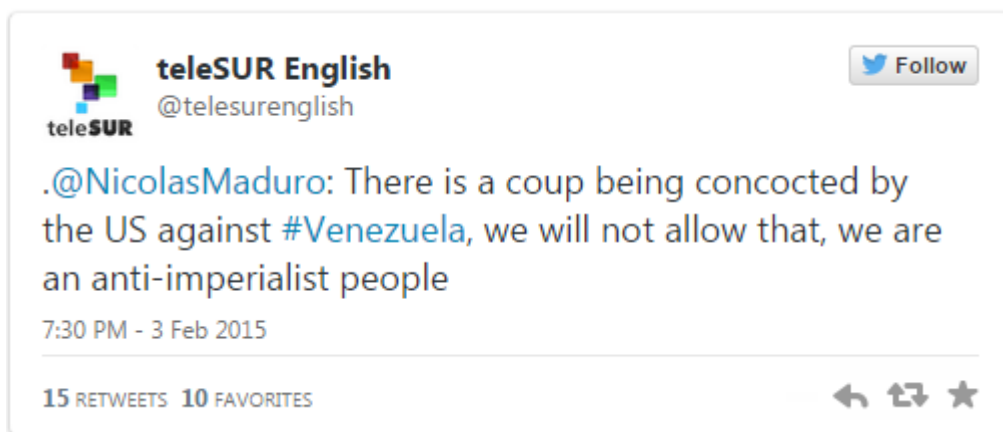 teleSUR English
Follow
@telesurenglish
teleSUR
.@NicolasMaduro: There is a coup being concocted by
the US against #Venezuela, we will not allow that, we are
an anti-imperialist people
7:30 PM - 3 Feb 2015
15 RETWEETS 10 FAVORITES